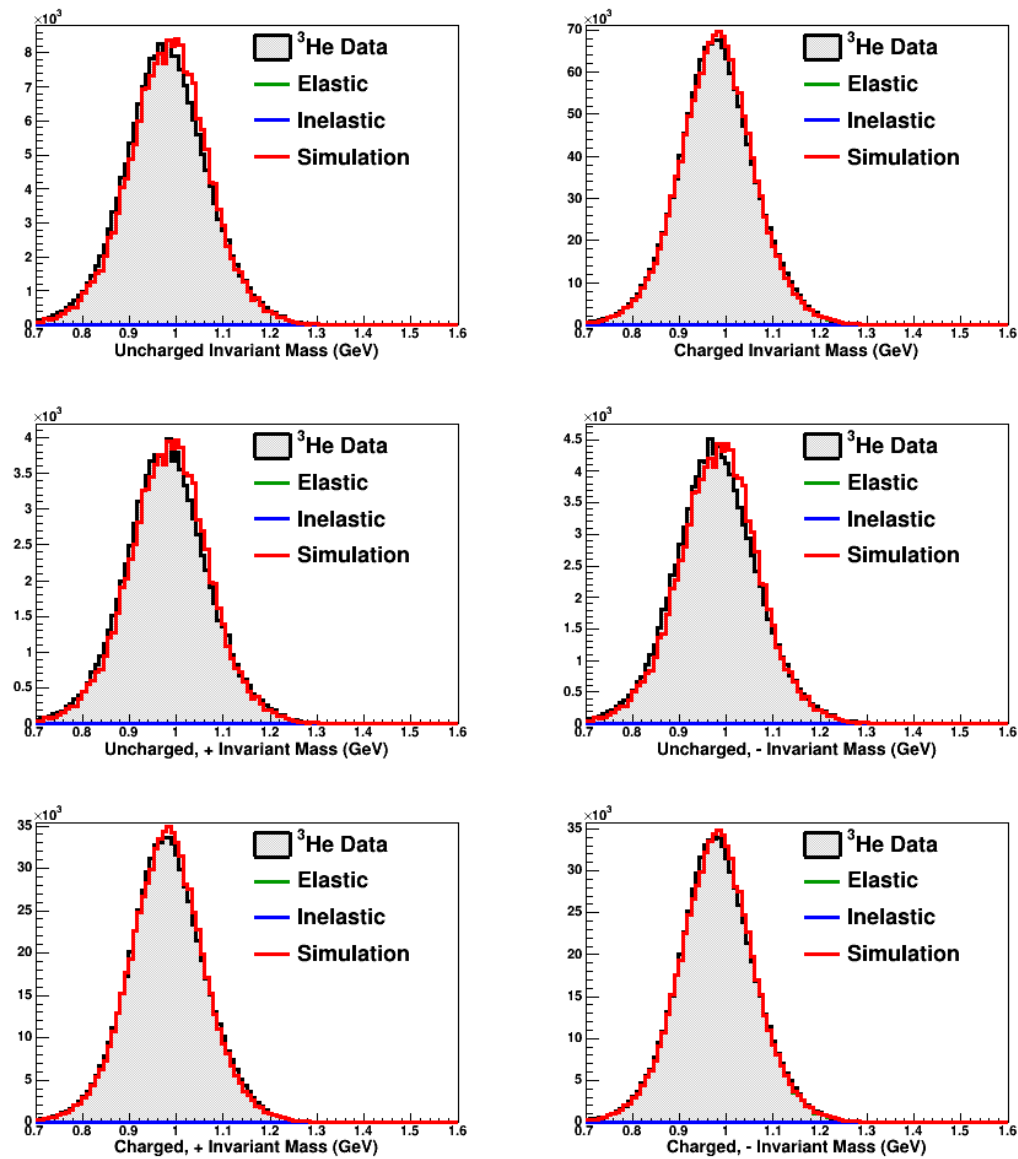 ×10³
8
7
6
5
4
3
2
1
0
³He Data
Elastic
Inelastic
Simulation
0.7 0.8 0.9 1 1.1 1.2 1.3 1.4 1.5 1.6
Uncharged Invariant Mass (GeV)
×10³
70
60
50
40
30
20
10
0
³He Data
Elastic
Inelastic
Simulation
0.7 0.8 0.9 1 1.1 1.2 1.3 1.4 1.5 1.6
Charged Invariant Mass (GeV)
×10³
4
3.5
3
2.5
2
1.5
1
0.5
0
³He Data
Elastic
Inelastic
Simulation
0.7 0.8 0.9 1 1.1 1.2 1.3 1.4 1.5 1.6
Uncharged, + Invariant Mass (GeV)
×10³
4.5
4
3.5
3
2.5
2
1.5
1
0.5
0
³He Data
Elastic
Inelastic
Simulation
0.7 0.8 0.9 1 1.1 1.2 1.3 1.4 1.5 1.6
Uncharged, - Invariant Mass (GeV)
×10³
35
30
25
20
15
10
5
0
³He Data
Elastic
Inelastic
Simulation
0.7 0.8 0.9 1 1.1 1.2 1.3 1.4 1.5 1.6
Charged, + Invariant Mass (GeV)
×10³
35
30
25
20
15
10
5
0
³He Data
Elastic
Inelastic
Simulation
0.7 0.8 0.9 1 1.1 1.2 1.3 1.4 1.5 1.6
Charged, - Invariant Mass (GeV)